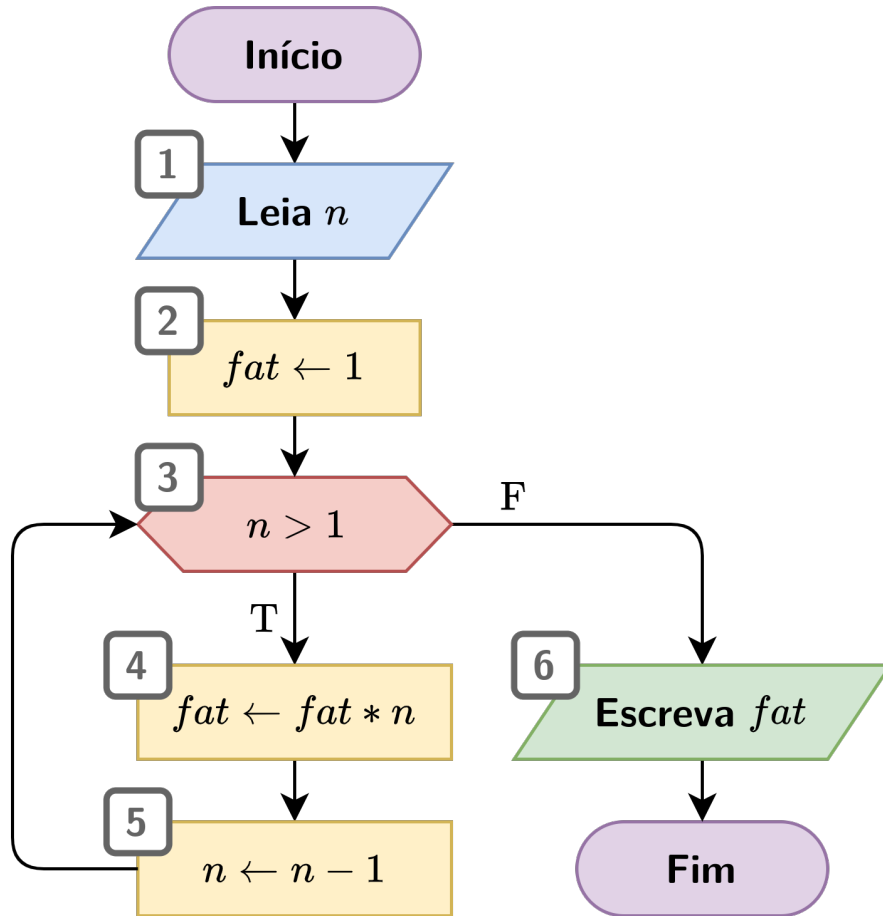 Início
1
Leia n
2
fat ← 1
3
n > 1
F
T
4
fat ← fat * n
6
Escreva fat
5
n ← n − 1
Fim